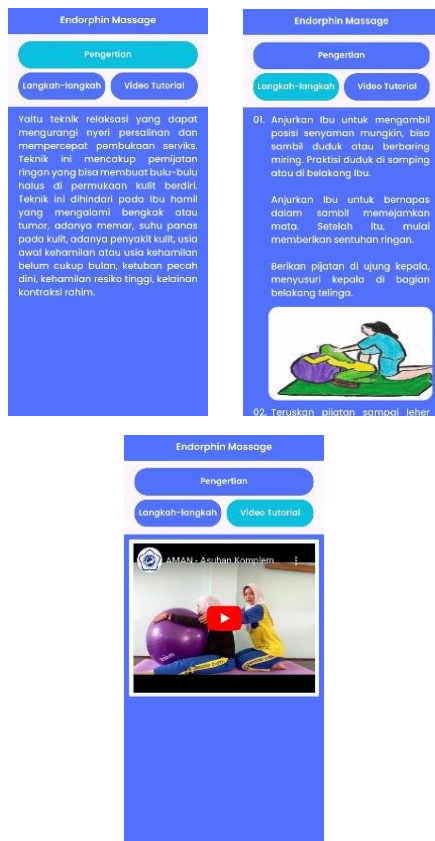 Endorphin Massage
Pengertian
Langkah-langkah
Video Tutorial
Yaitu teknik relaksasi yang dapat
mengurangi nyeri persalinan dan
mempercepat pembukaan serviks.
Teknik ini mencakup pemijatan
ringan yang bisa membuat bulu-bulu
halus di permukaan kulit berdiri.
Teknik ini dihindari pada Ibu hamil
yang mengalami bengkak atau
tumor, adanya memar, suhu panas
pada kulit, adanya penyakit kulit, usia
awal kehamilan atau usia kehamilan
belum cukup bulan, ketuban pecah
dini, kehamilan resiko tinggi, kelainan
kontraksi rahim.
Endorphin Massage
Pengertian
Langkah-langkah
Video Tutorial
01. Anjurkan Ibu untuk mengambil
posisi senyaman mungkin, bisa
sambil duduk atau berbaring
miring. Praktisi duduk di samping
atau di belakang Ibu.
Anjurkan Ibu untuk bernapas
dalam sambil memejamkan
mata. Setelah itu, mulai
memberikan sentuhan ringan.
Berikan pijatan di ujung kepala,
menyusuri kepala di bagian
belakang telinga.
02. Teruskan pijatan sampai leher
Endorphin Massage
Pengertian
Langkah-langkah
Video Tutorial
AMAN - Asuhan Komplem